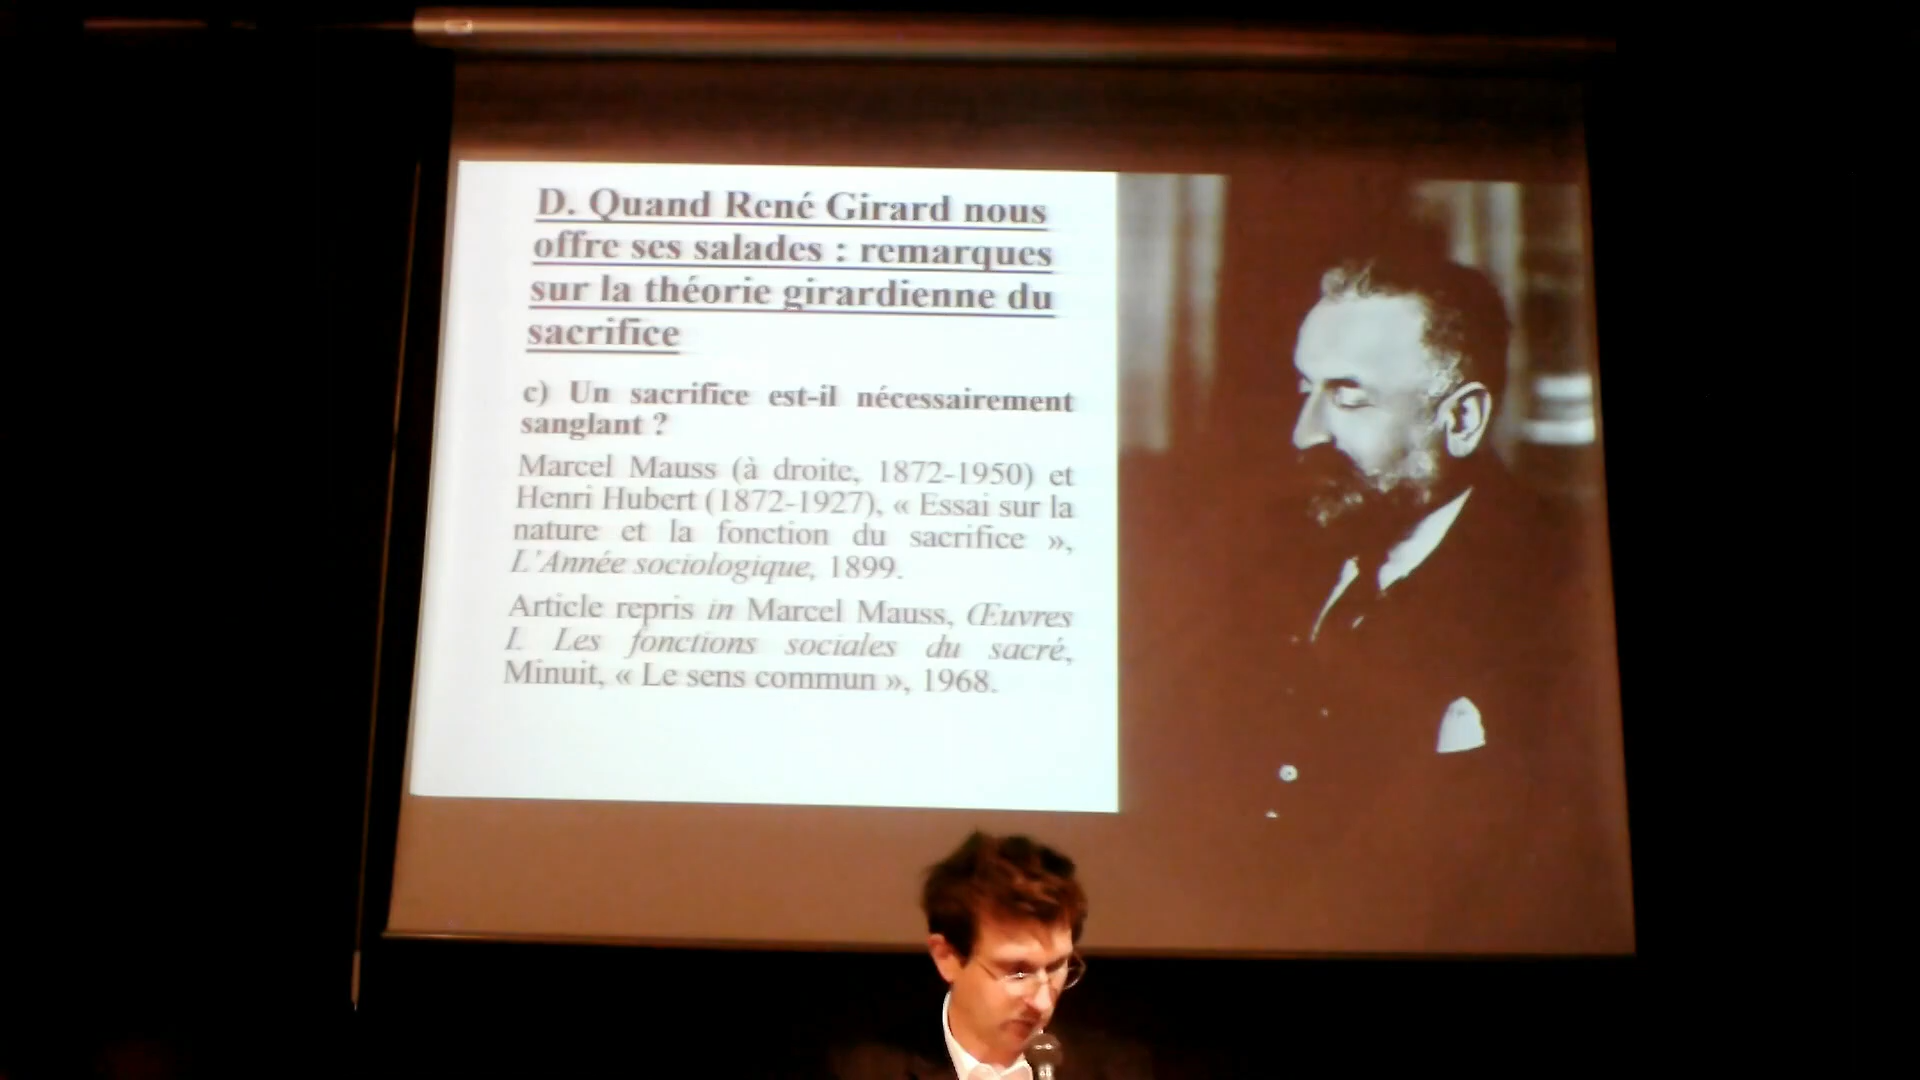 D. Quand René Girard nous
offre ses salades : remarques
sur la théorie girardienne du
sacrifice
c) Un sacrifice est-il nécessairement
sanglant ?
Marcel Mauss (à droite, 1872-1950) et
Henri Hubert (1872-1927), « Essai sur la
nature et la fonction du sacrifice »,
L'Année sociologique, 1899.
Article repris in Marcel Mauss, Œuvres
I. Les fonctions sociales du sacré,
Minuit, « Le sens commun », 1968.